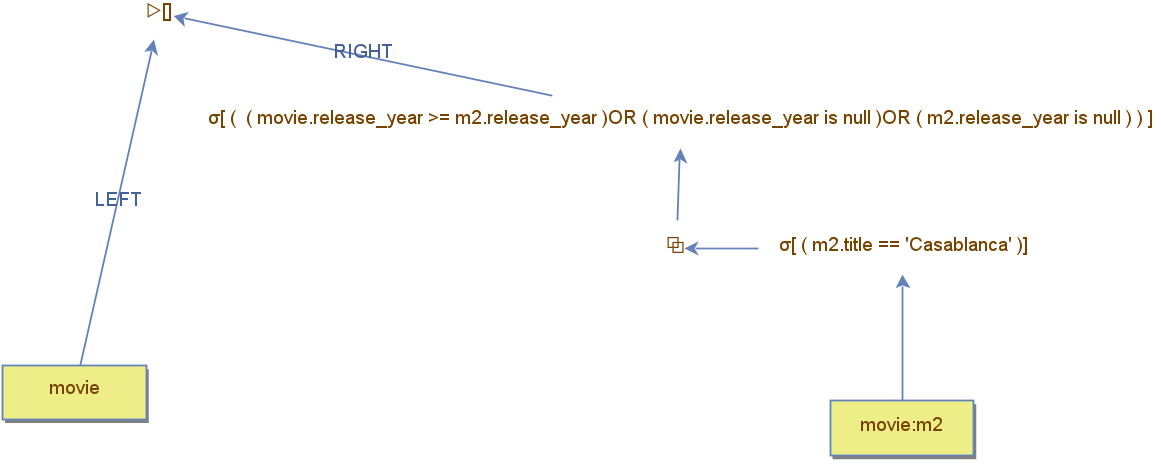 ▷[]
RIGHT
σ[ (  ( movie.release_year >= m2.release_year )OR ( movie.release_year is null )OR ( m2.release_year is null ) ) ]
LEFT
σ[ ( m2.title == 'Casablanca' )]
movie
movie:m2